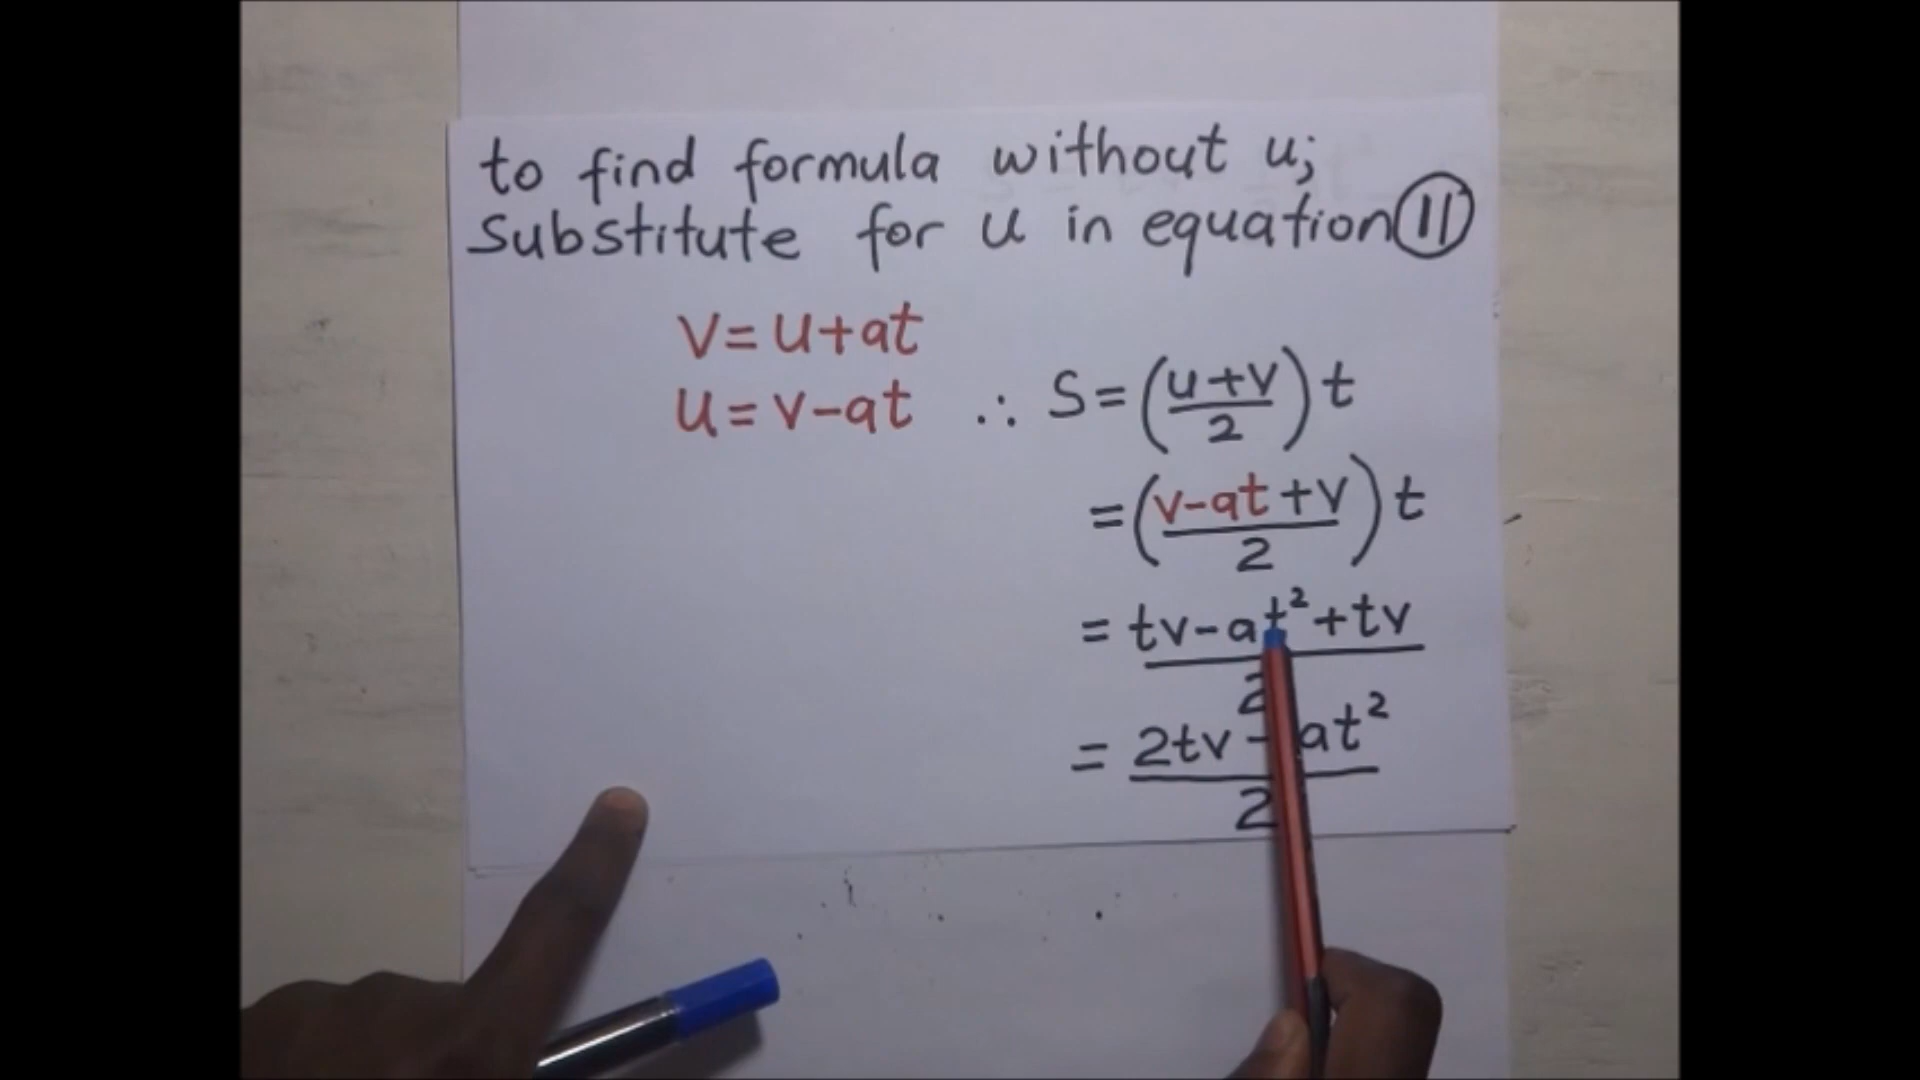 to find formula without u;
Substitute for u in equation ⑪
V=U+at
U=V-at ∴ S=(u+v/2)t
=(v-at+v/2)t
=tv-at²+tv/2
=2tv-at²/2